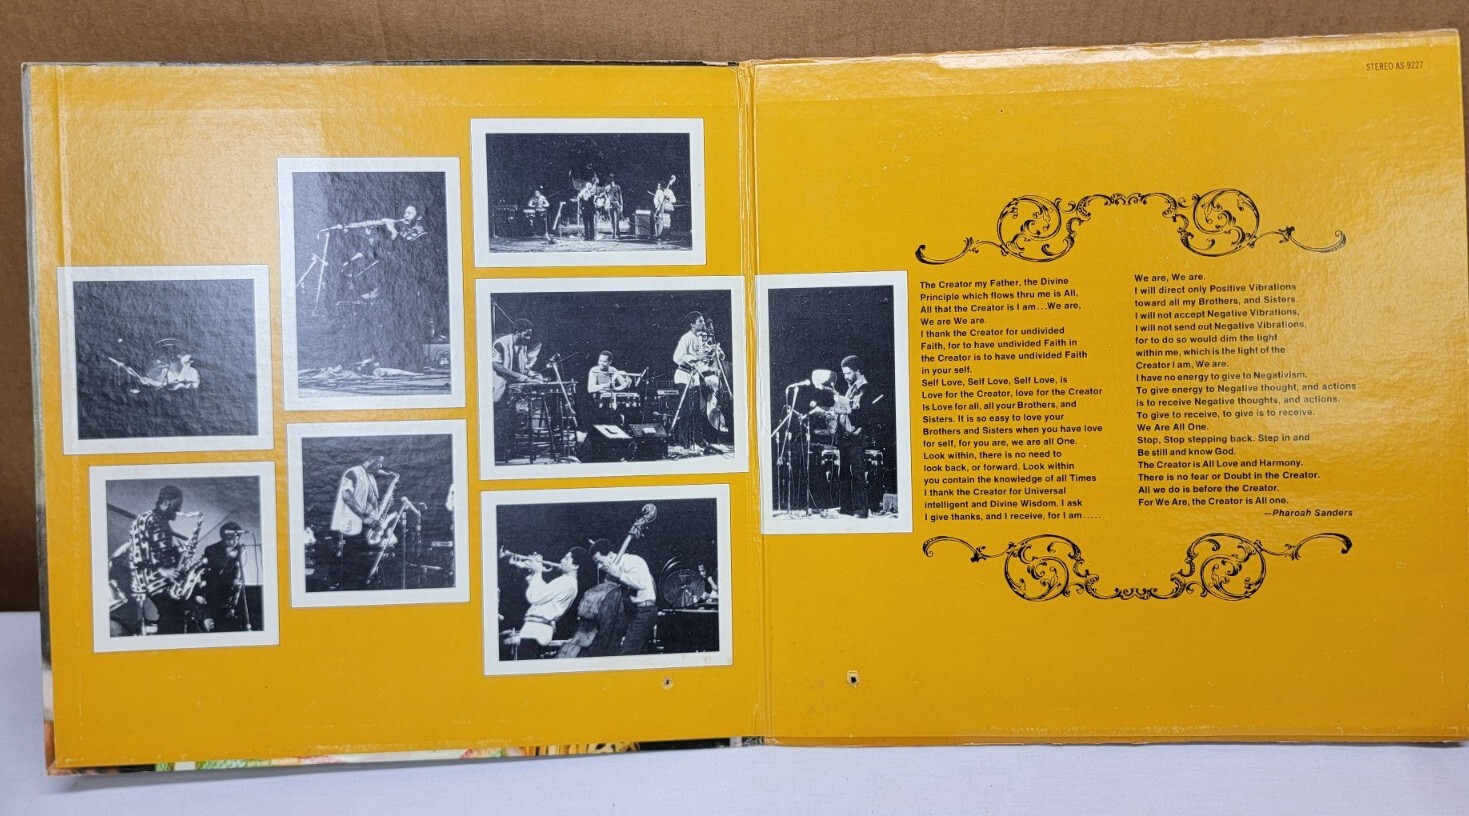 STEREO AS-9227
The Creator my Father, the Divine
Principle which flows thru me is All,
All that the Creator is I am...We are,
We are We are.
I thank the Creator for undivided
Faith, for to have undivided Faith in
the Creator is to have undivided Faith
in your self.
Self Love, Self Love, Self Love, is
Love for the Creator, love for the Creator
Is Love for all, all your Brothers, and
Sisters. It is so easy to love your
Brothers and Sisters when you have love
for self, for you are, we are all One.
Look within, there is no need to
look back, or forward. Look within
you contain the knowledge of all Times
I thank the Creator for Universal
intelligent and Divine Wisdom. I ask
I give thanks, and I receive, for I am.....
We are, We are.
I will direct only Positive Vibrations
toward all my Brothers, and Sisters.
I will not accept Negative Vibrations,
I will not send out Negative Vibrations,
for to do so would dim the light
within me, which is the light of the
Creator I am, We are.
I have no energy to give to Negativism.
To give energy to Negative thought, and actions
is to receive Negative thoughts, and actions.
To give to receive, to give is to receive.
We Are All One.
Stop, Stop stepping back. Step in and
Be still and know God.
The Creator is All Love and Harmony.
There is no fear or Doubt in the Creator.
All we do is before the Creator.
For We Are, the Creator is All one.
—Pharoah Sanders